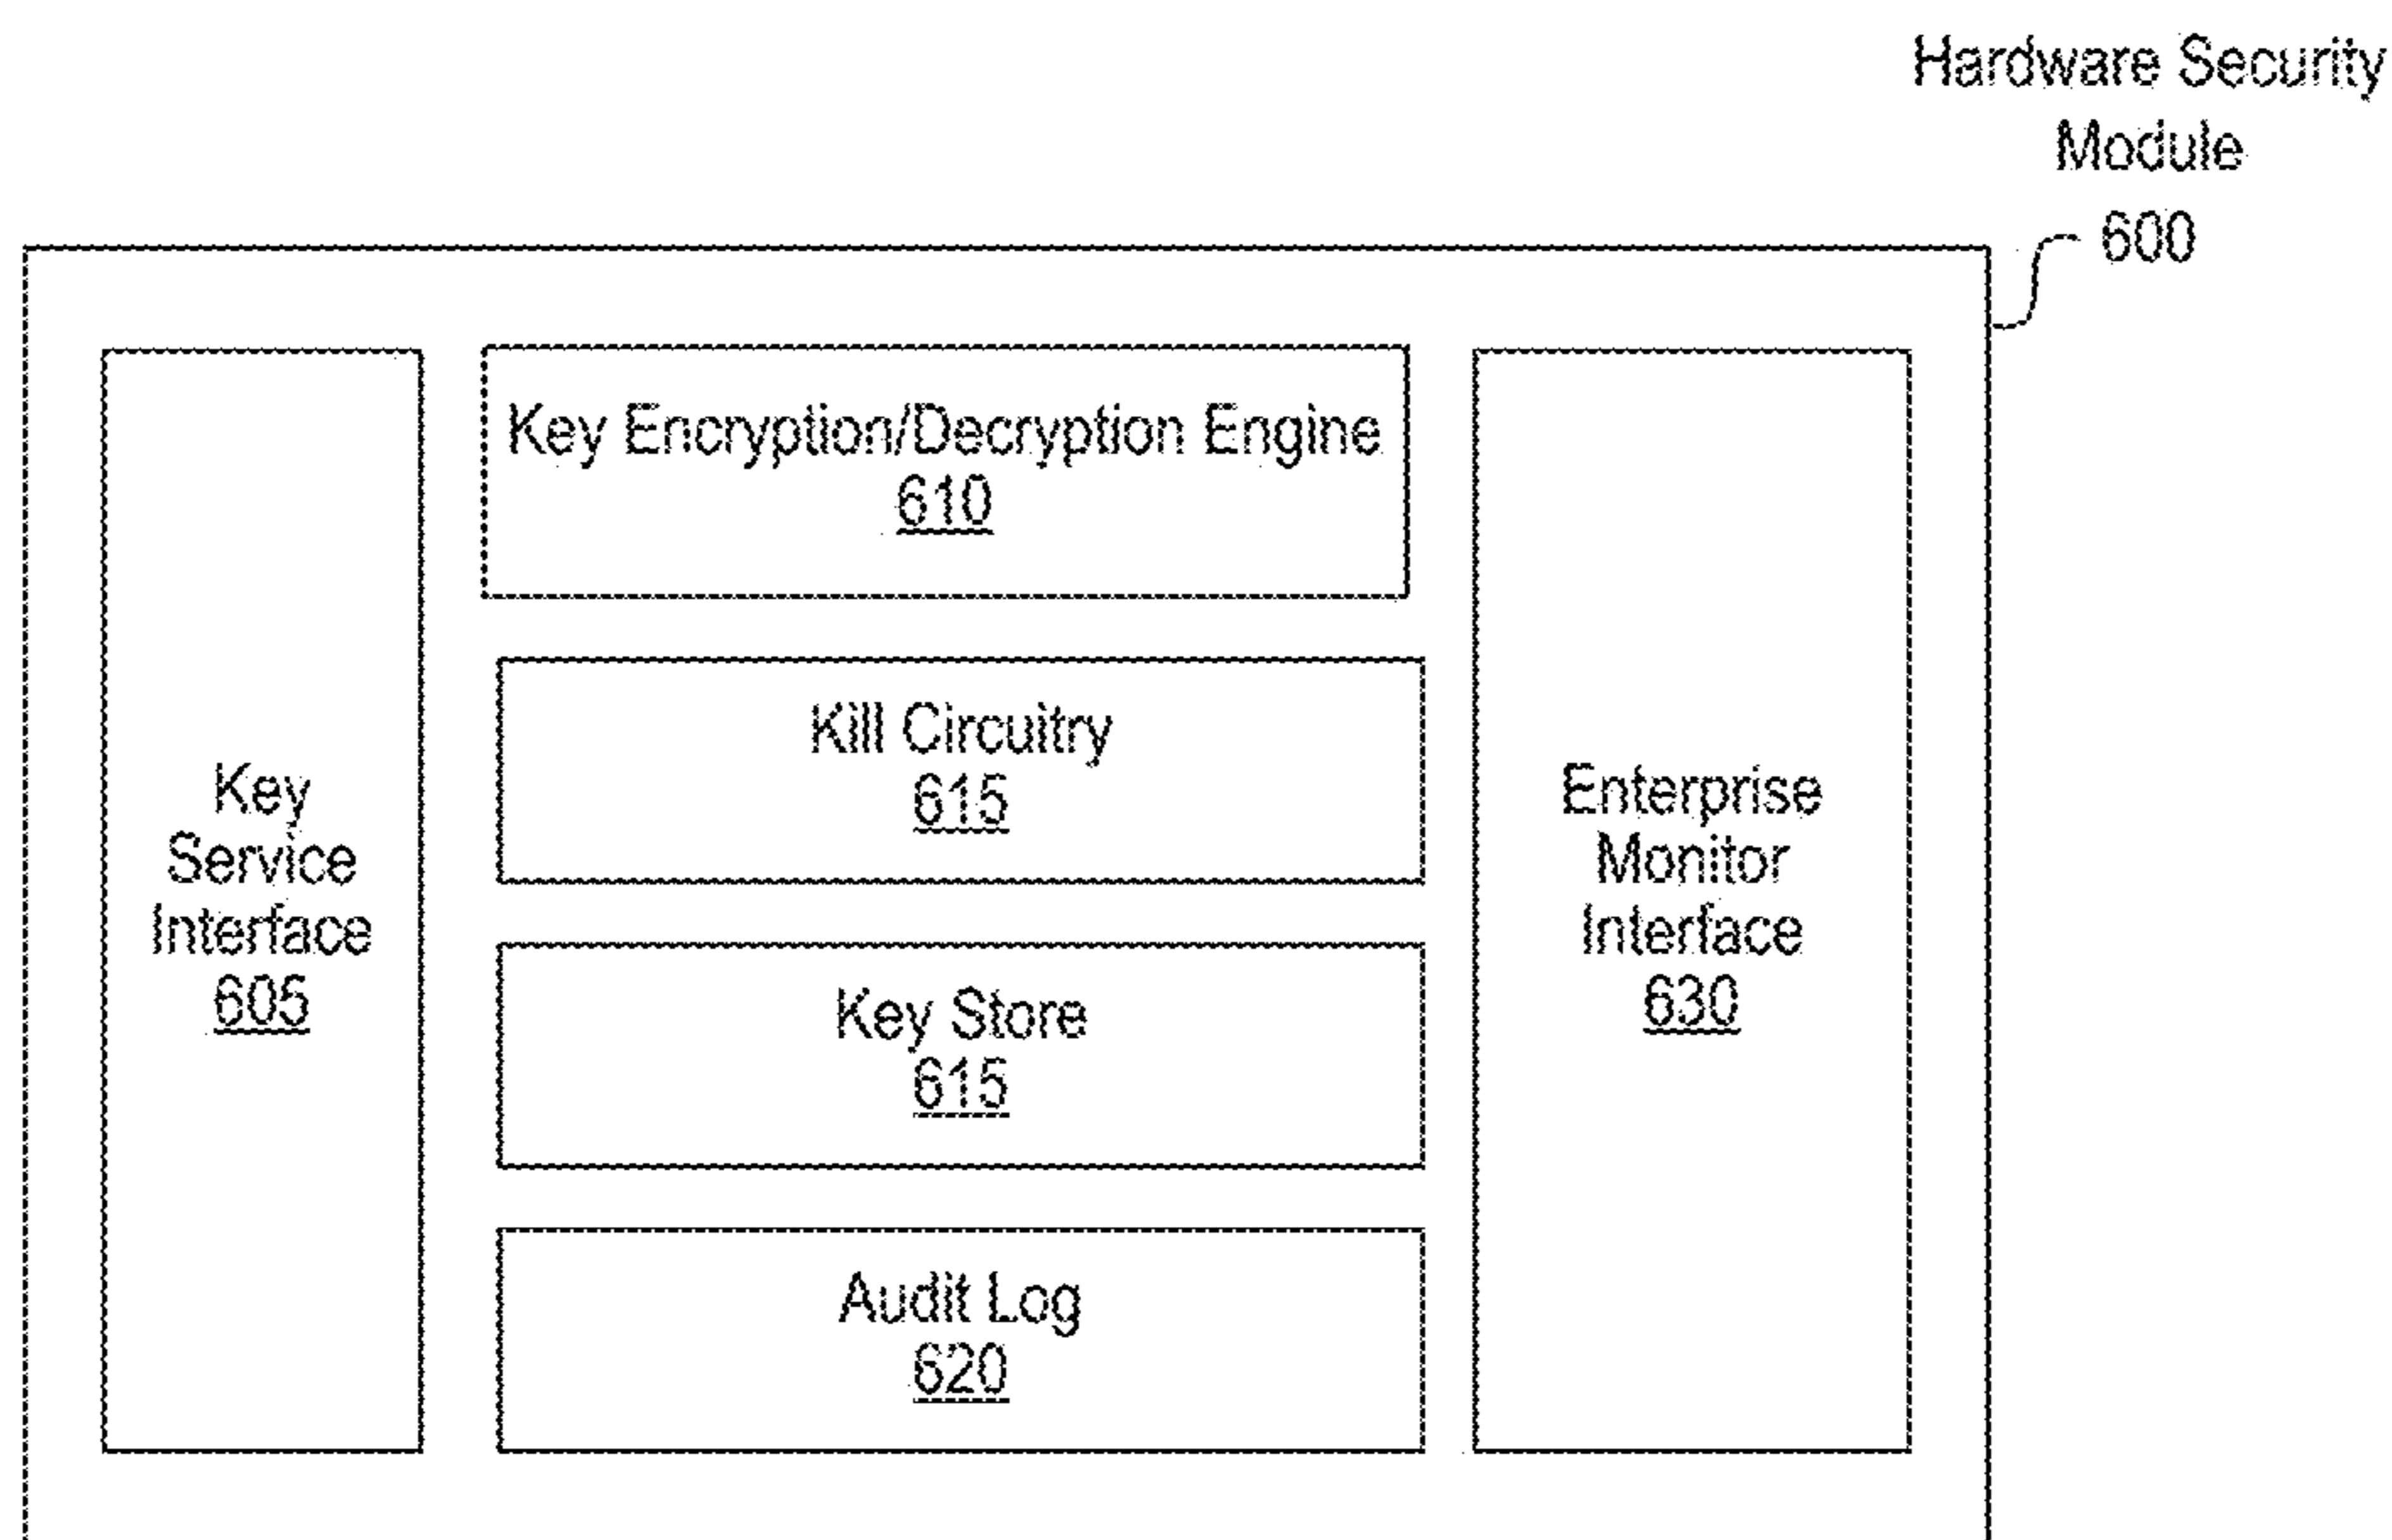 Hardware Security
Module
600
Key Encryption/Decryption Engine
610
Kill Circuitry
615
Key
Service
Interface
605
Enterprise
Monitor
Interface
630
Key Store
615
Audit Log
620